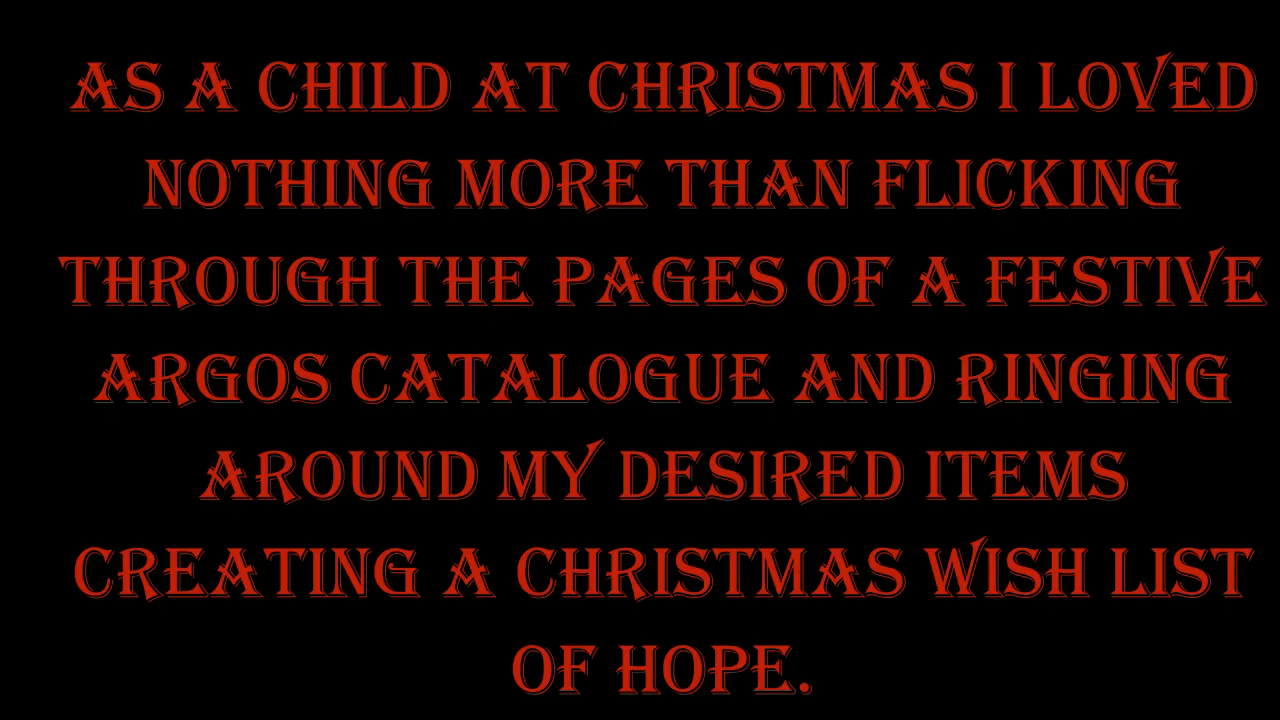 AS A CHILD AT CHRISTMAS I LOVED
NOTHING MORE THAN FLICKING
THROUGH THE PAGES OF A FESTIVE
ARGOS CATALOGUE AND RINGING
AROUND MY DESIRED ITEMS
CREATING A CHRISTMAS WISH LIST
OF HOPE.